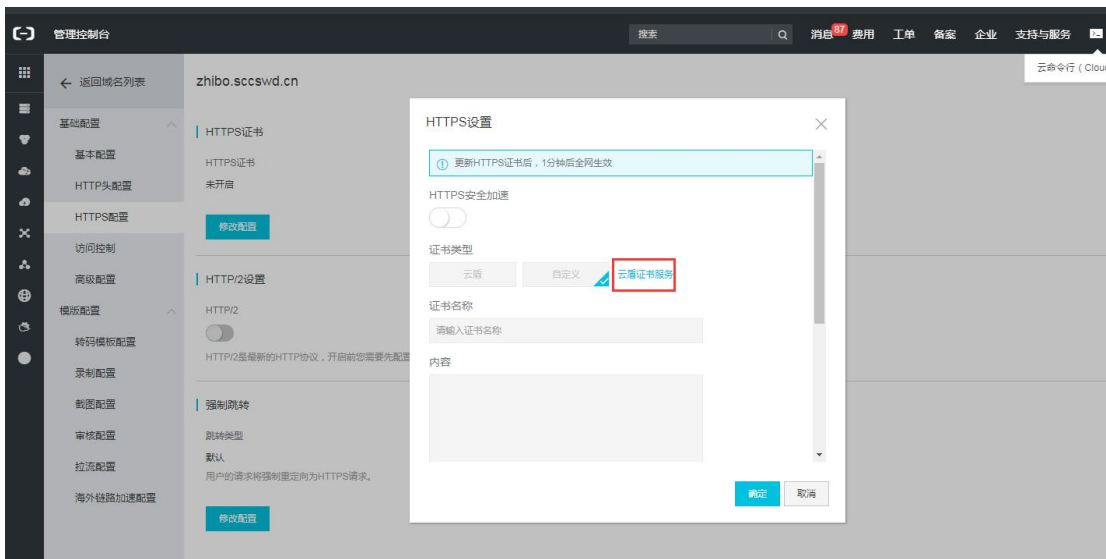 管理控制台
搜索
消息 87 费用 工单 备案 企业 支持与服务
云命令行 ( Clou
返回域名列表
zhibo.sccswd.cn
基础配置
基本配置
HTTP头配置
HTTPS配置
访问控制
高级配置
模版配置
转码模板配置
录制配置
截图配置
审核配置
拉流配置
海外链路加速配置
HTTPS证书
HTTPS证书
未开启
修改配置
HTTP/2设置
HTTP/2
HTTP/2是最新的HTTP协议，开启前您需要先配置
强制跳转
跳转类型
默认
用户的请求将强制重定向为HTTPS请求。
修改配置
HTTPS设置
更新HTTPS证书后，1分钟后全网生效
HTTPS安全加速
证书类型
云盾 自定义 云盾证书服务
证书名称
请输入证书名称
内容
确定 取消